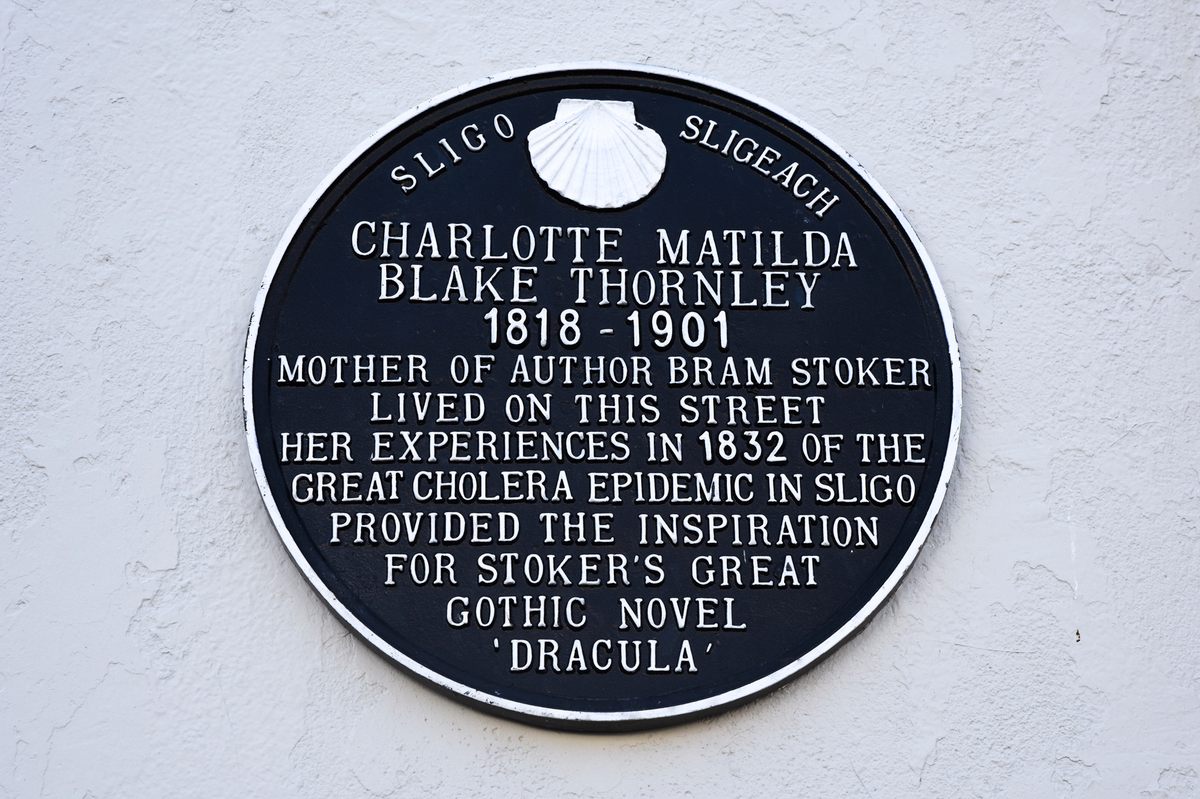 SLIGO SLIGEACH
CHARLOTTE MATILDA
BLAKE THORNLEY
1818 - 1901
MOTHER OF AUTHOR BRAM STOKER
LIVED ON THIS STREET
HER EXPERIENCES IN 1832 OF THE
GREAT CHOLERA EPIDEMIC IN SLIGO
PROVIDED THE INSPIRATION
FOR STOKER'S GREAT
GOTHIC NOVEL
'DRACULA'